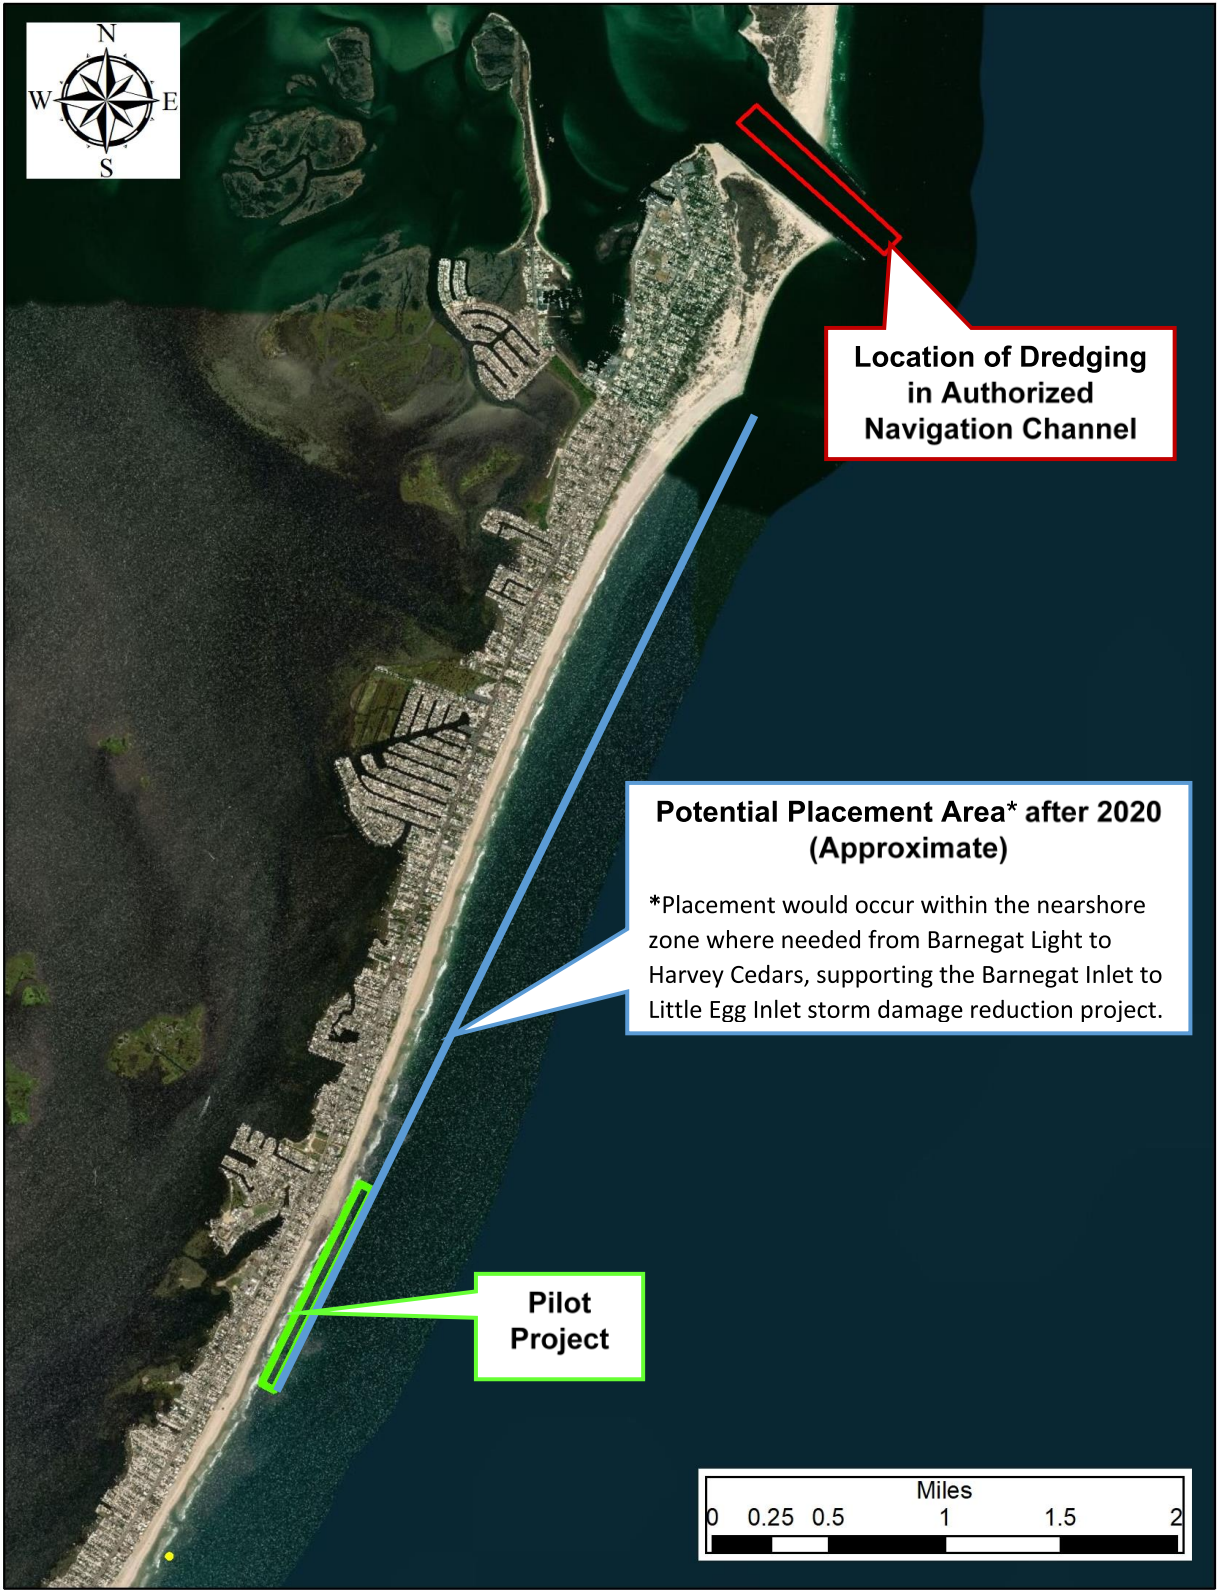 N
W E
S
Location of Dredging
in Authorized
Navigation Channel
Potential Placement Area* after 2020
(Approximate)
*Placement would occur within the nearshore
zone where needed from Barnegat Light to
Harvey Cedars, supporting the Barnegat Inlet to
Little Egg Inlet storm damage reduction project.
Pilot
Project
Miles
0 0.25 0.5 1 1.5 2